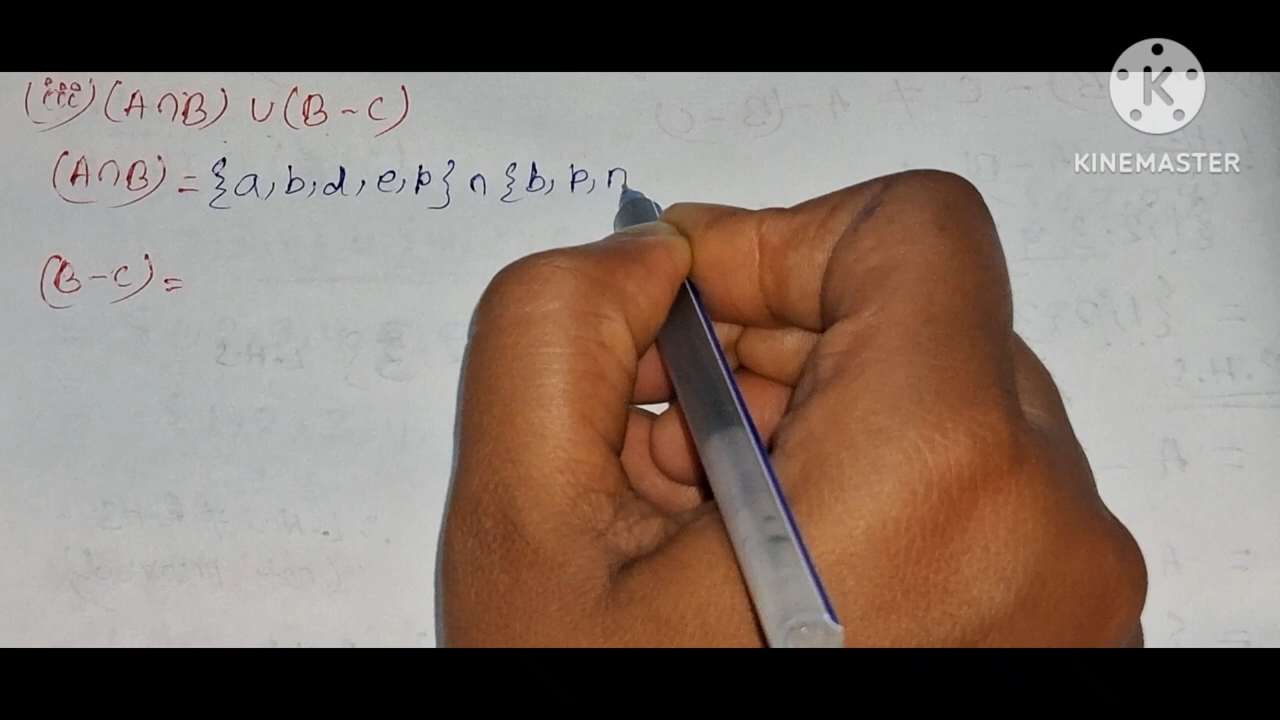 (iii) (A∩B) ∪ (B-C)
(A∩B) = {a, b, d, e, p} ∩ {b, p, n
(B-C) =
KINEMASTER